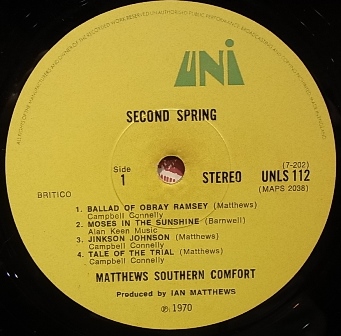 UNI
SECOND SPRING
Side
1
STEREO
(7-202)
UNLS 112
(MAPS 2038)
BRITICO
1. BALLAD OF OBRAY RAMSEY (Matthews)
Campbell Connelly
2. MOSES IN THE SUNSHINE (Barnwell)
Alan Keen Music
3. JINKSON JOHNSON (Matthews)
Campbell Connelly
4. TALE OF THE TRIAL (Matthews)
Campbell Connelly
MATTHEWS SOUTHERN COMFORT
Produced by IAN MATTHEWS
℗ 1970